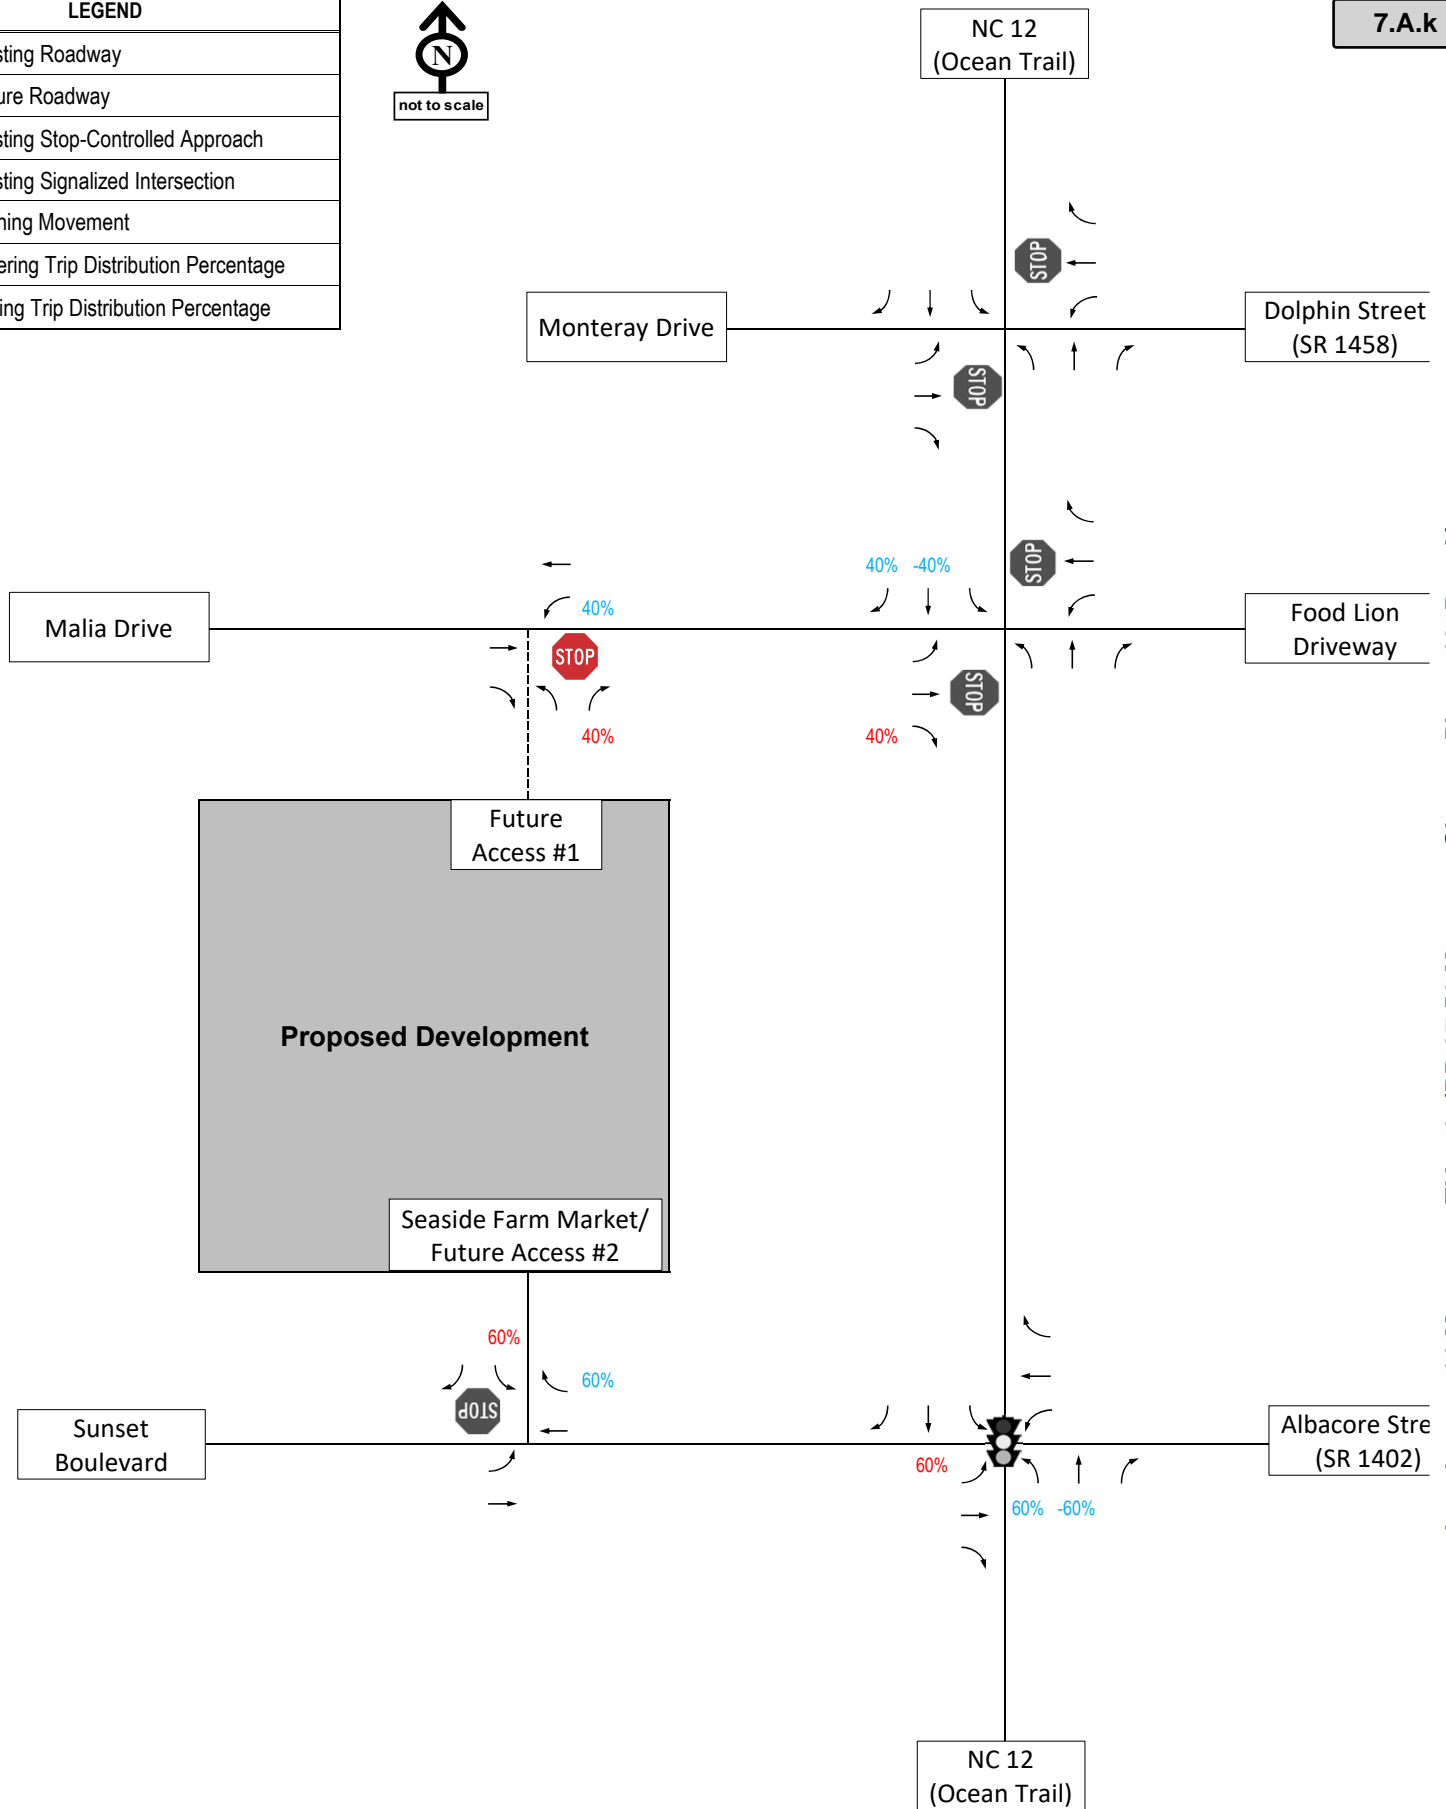 LEGEND
sting Roadway
ure Roadway
sting Stop-Controlled Approach
sting Signalized Intersection
ning Movement
ering Trip Distribution Percentage
ing Trip Distribution Percentage
N
not to scale
NC 12
(Ocean Trail)
7.A.k
STOP
Monteray Drive
Dolphin Street
(SR 1458)
STOP
40% -40%
STOP
40%
Malia Drive
Food Lion
Driveway
STOP
STOP
40%
40%
Future
Access #1
Proposed Development
Seaside Farm Market/
Future Access #2
60%
60%
STOP
Sunset
Boulevard
Albacore Stre
(SR 1402)
60%
60% -60%
NC 12
(Ocean Trail)